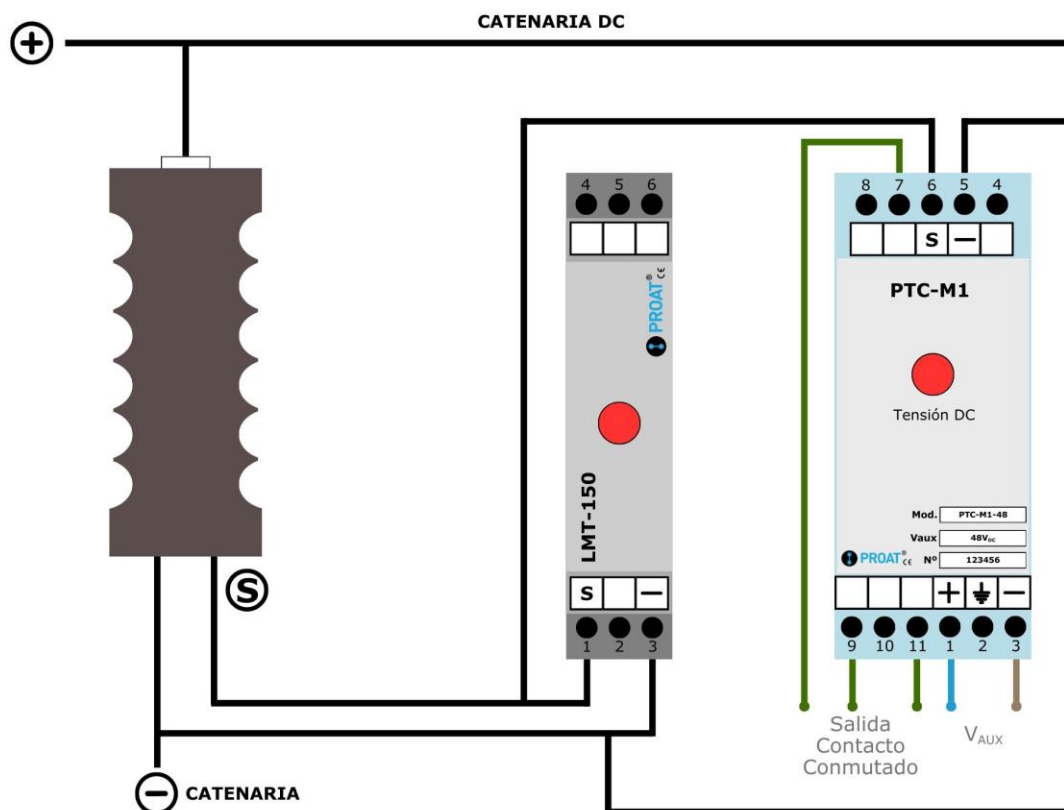 CATENARIA DC
+
4 5 6
PROAT® CE
LMT-150
S —
1 2 3
8 7 6 5 4
S —
PTC-M1
Tensión DC
Mod. PTC-M1-48
Vaux 48VDC
PROAT® CE Nº 123456
+ —
9 10 11 1 2 3
Salida
Contacto
Conmutado
VAUX
S
— CATENARIA